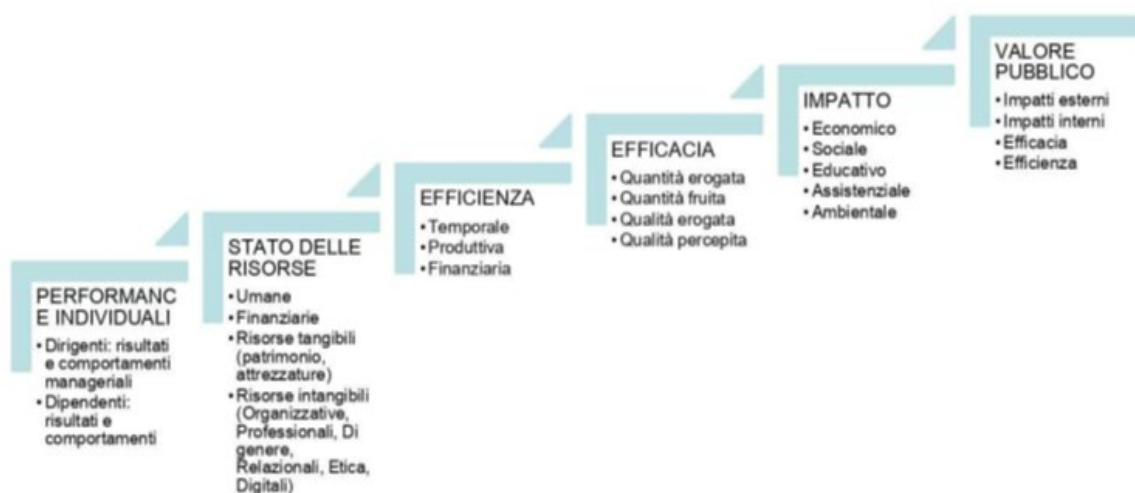 PERFORMANC
E INDIVIDUALI
• Dirigenti: risultati
e comportamenti
manageriali
• Dipendenti:
risultati e
comportamenti
STATO DELLE
RISORSE
• Umane
• Finanziarie
• Risorse tangibili
(patrimonio,
attrezzature)
• Risorse intangibili
(Organizzative,
Professionali, Di
genere,
Relazionali, Etica,
Digitali)
EFFICIENZA
• Temporale
• Produttiva
• Finanziaria
EFFICACIA
• Quantità erogata
• Quantità fruita
• Qualità erogata
• Qualità percepita
IMPATTO
• Economico
• Sociale
• Educativo
• Assistenziale
• Ambientale
VALORE
PUBBLICO
• Impatti esterni
• Impatti interni
• Efficacia
• Efficienza